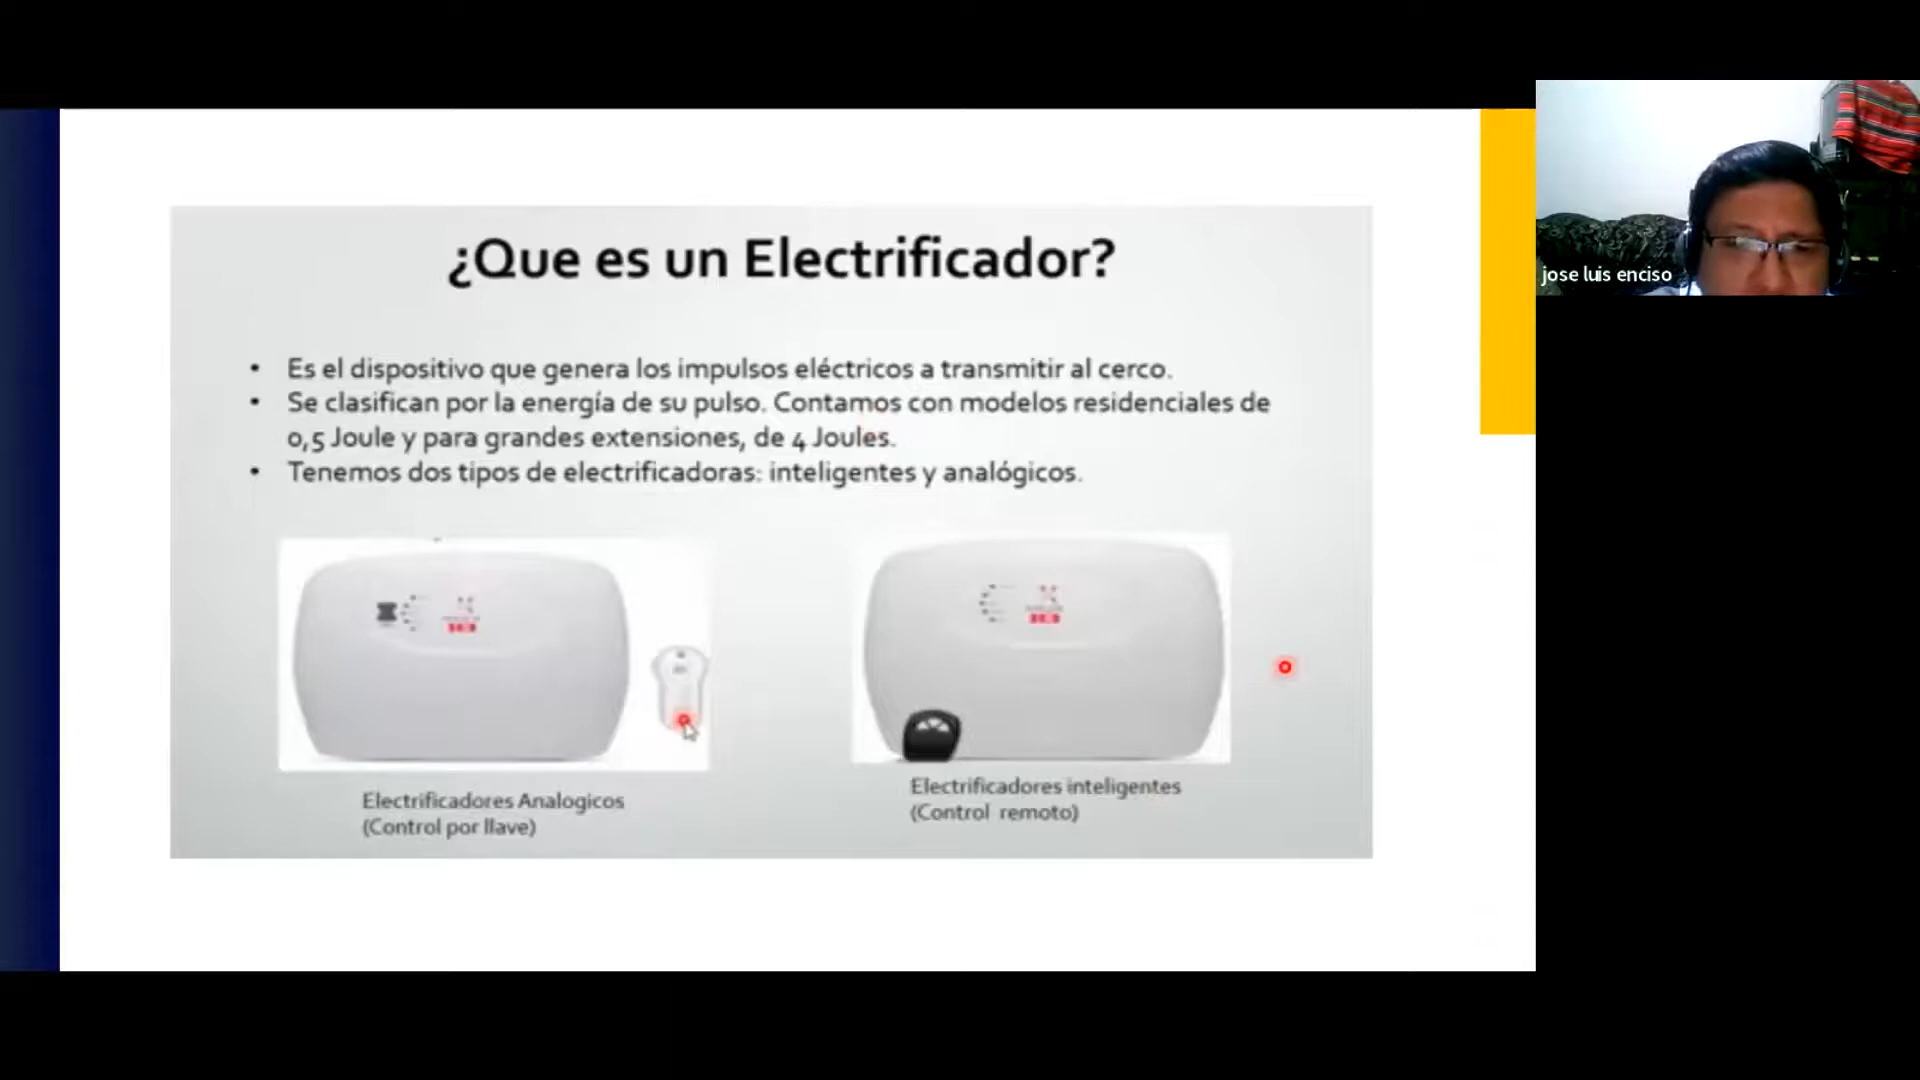 ¿Que es un Electrificador?
• Es el dispositivo que genera los impulsos eléctricos a transmitir al cerco.
• Se clasifican por la energía de su pulso. Contamos con modelos residenciales de
0,5 Joule y para grandes extensiones, de 4 Joules.
• Tenemos dos tipos de electrificadoras: inteligentes y analógicos.
Electrificadores Analogicos
(Control por llave)
Electrificadores inteligentes
(Control remoto)
jose luis enciso